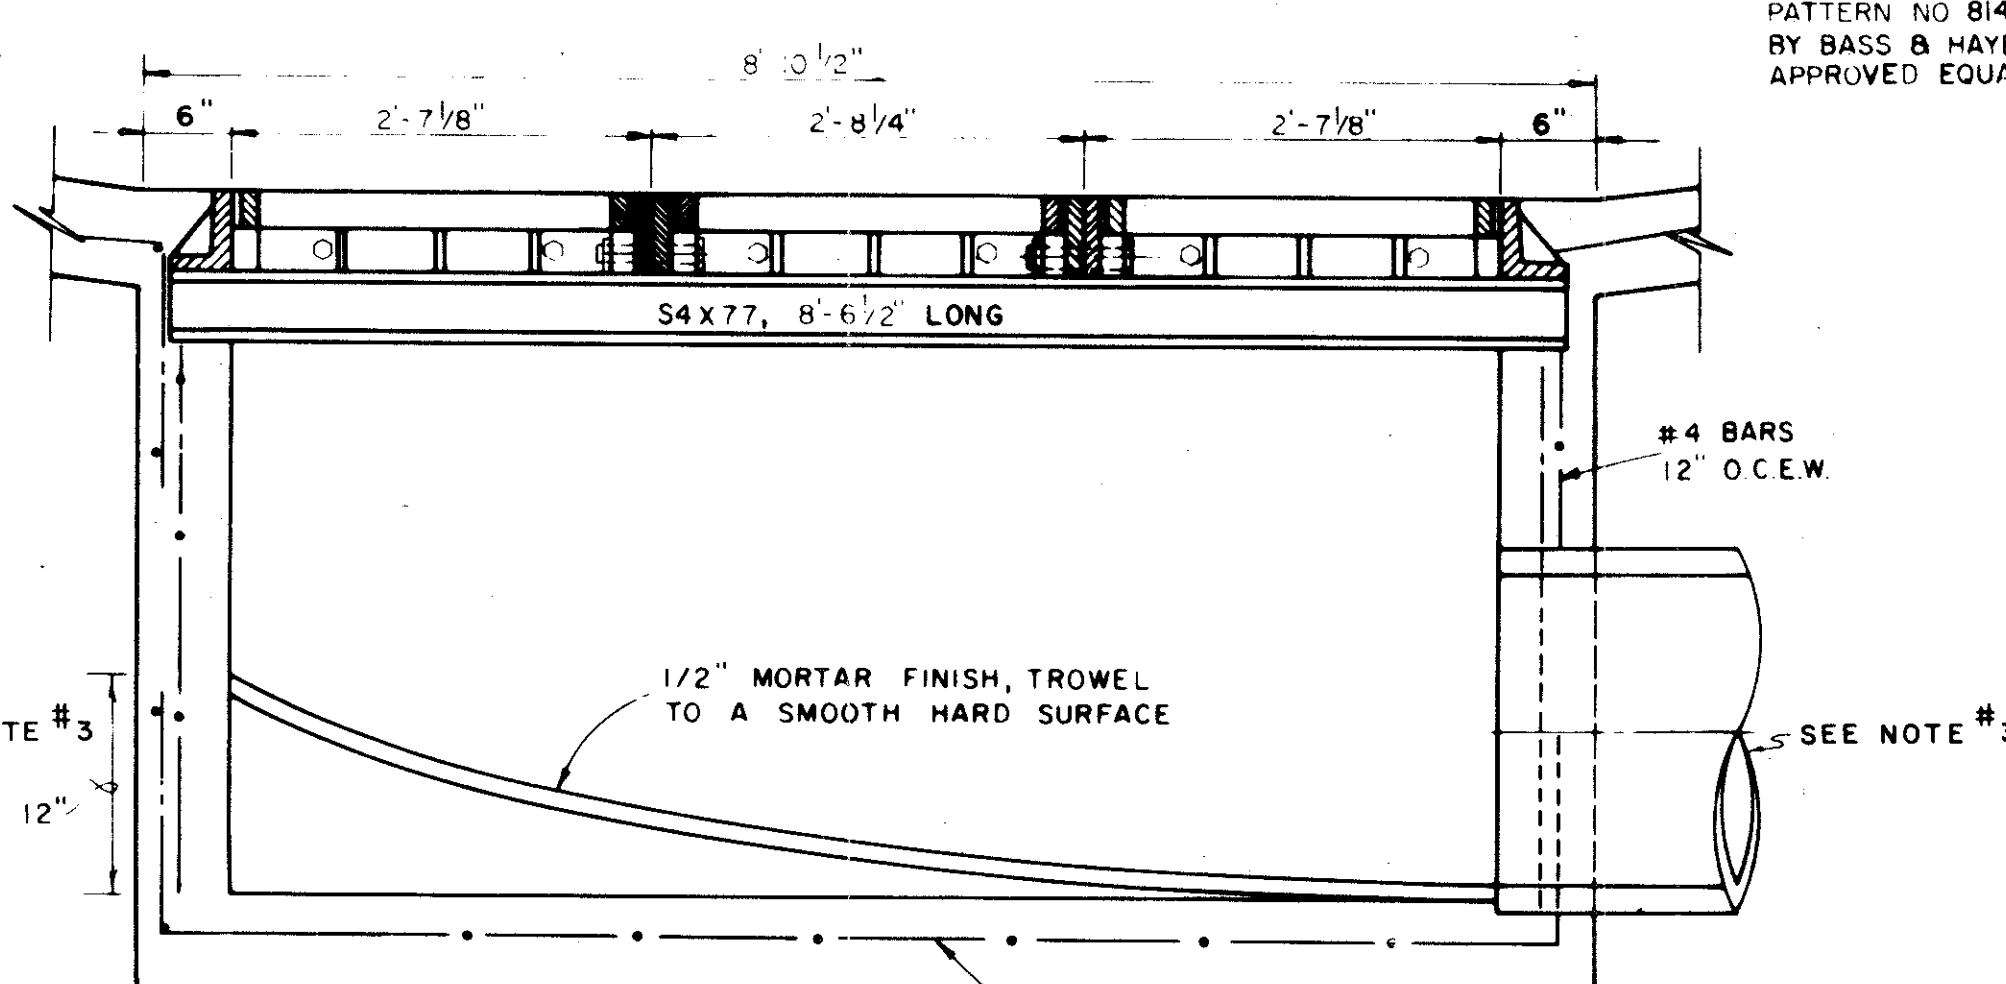 PATTERN NO 814
BY BASS & HAY
APPROVED EQUA
8' 10 1/2"
6" 2'-7 1/8" 2'-8 1/4" 2'-7 1/8" 6"
S4 X 77, 8'-6 1/2" LONG
#4 BARS
12" O.C.E.W.
1/2" MORTAR FINISH, TROWEL
TO A SMOOTH HARD SURFACE
TE #3
12"
SEE NOTE #3